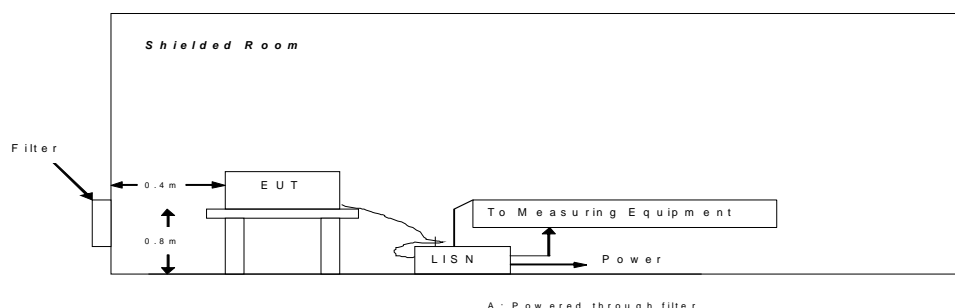 Shielded Room
Filter
0.4m
EUT
To Measuring Equipment
0.8m
LISN
Power
A: Powered through filter